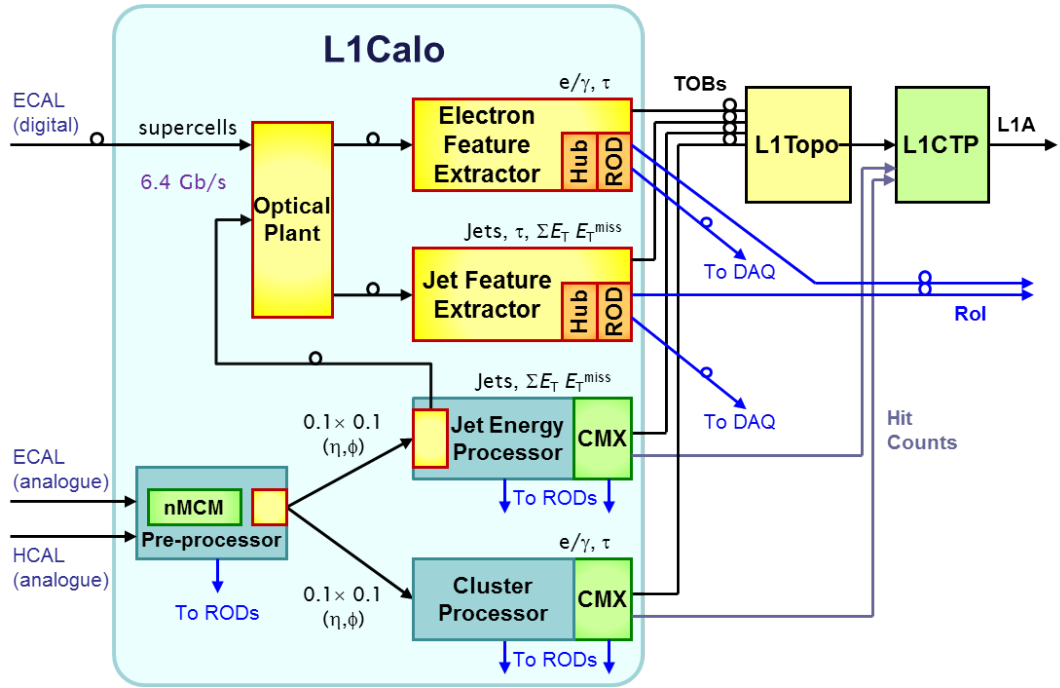 L1Calo
ECAL
(digital)
supercells
6.4 Gb/s
Optical
Plant
e/γ, τ
Electron
Feature
Extractor
Hub
ROD
TOBs
L1Topo
L1CTP
L1A
To DAQ
Jets, τ, ΣE_T E_T^miss
Jet Feature
Extractor
Hub
ROD
RoI
To DAQ
Jets, ΣE_T E_T^miss
Jet Energy
Processor
CMX
Hit
Counts
0.1× 0.1
(η,ϕ)
To RODs
ECAL
(analogue)
nMCM
Pre-processor
HCAL
(analogue)
To RODs
0.1× 0.1
(η,ϕ)
e/γ, τ
Cluster
Processor
CMX
To RODs